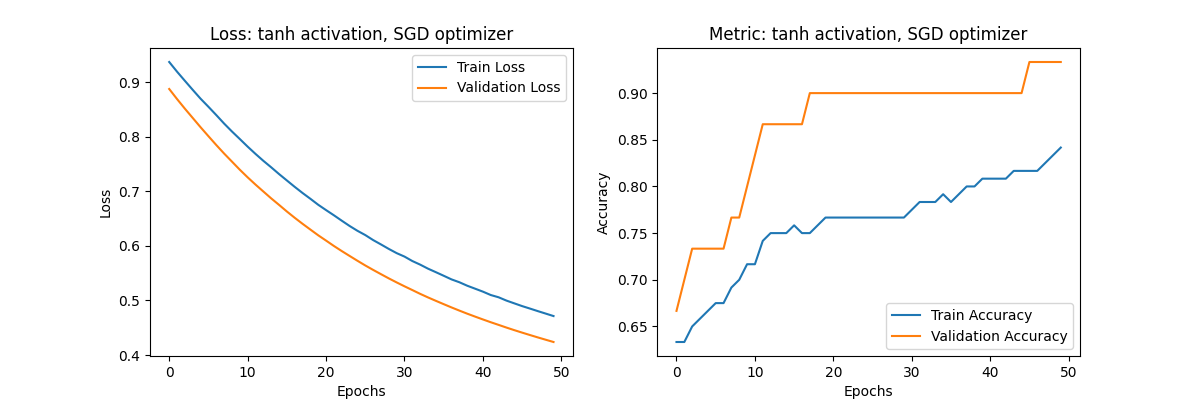 Loss: tanh activation, SGD optimizer
0.9
0.8
0.7
0.6
0.5
0.4
Loss
0
10
20
30
40
50
Epochs
Train Loss
Validation Loss
Metric: tanh activation, SGD optimizer
0.90
0.85
0.80
0.75
0.70
0.65
Accuracy
0
10
20
30
40
50
Epochs
Train Accuracy
Validation Accuracy